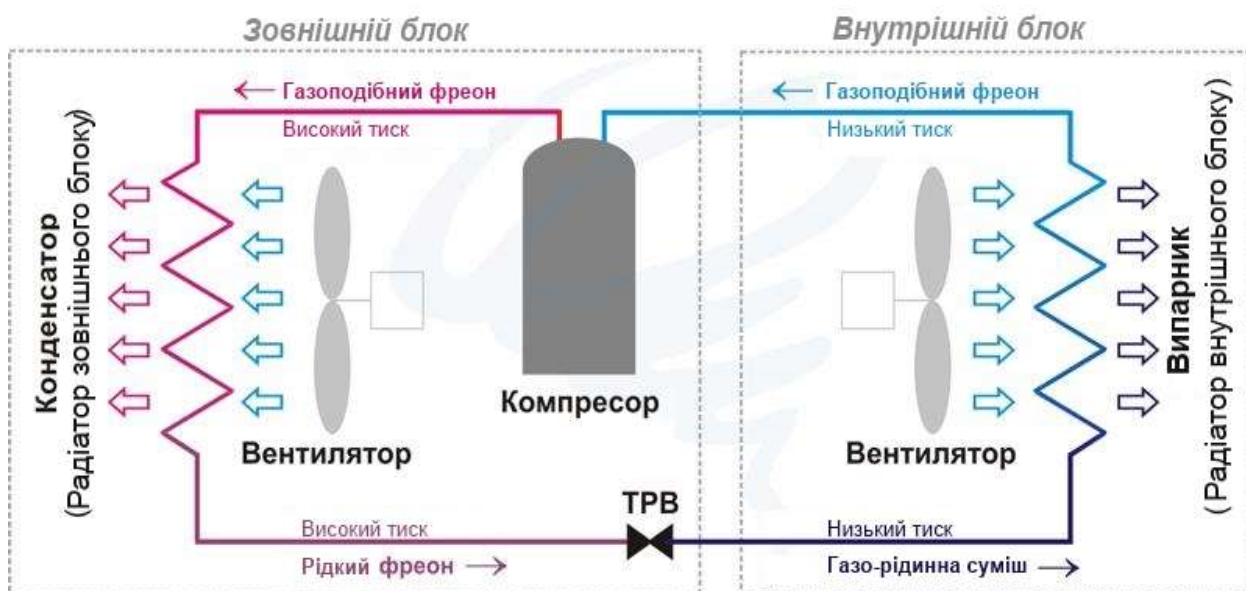 Зовнішній блок
Внутрішній блок
Газоподібний фреон
Високий тиск
Газоподібний фреон
Низький тиск
Конденсатор
(Радіатор зовнішнього блоку)
Вентилятор
Компресор
Вентилятор
Випарник
( Радіатор внутрішнього блоку)
ТРВ
Високий тиск
Рідкий фреон
Низький тиск
Газо-рідинна суміш